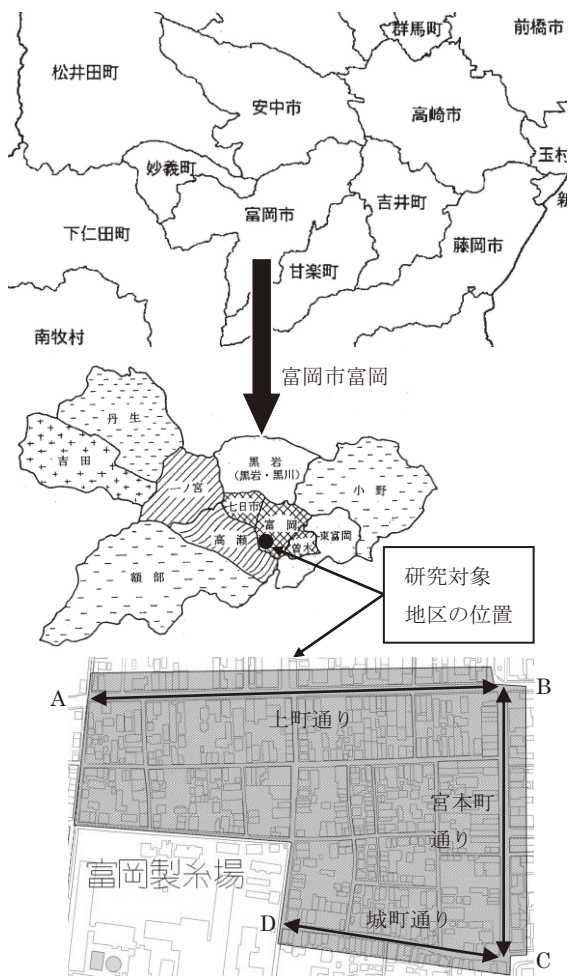 群馬町
前橋市
松井田町
安中市
高崎市
玉村
妙義町
新
富岡市
吉井町
下仁田町
藤岡市
甘楽町
南牧村
富岡市富岡
丹生
吉田
黒岩
(黒岩・黒川)
一ノ宮
小野
七日市
富岡
東富岡
高瀬
曽木
額部
研究対象
地区の位置
A
B
上町通り
宮本町
通り
富岡製糸場
D
城町通り
C